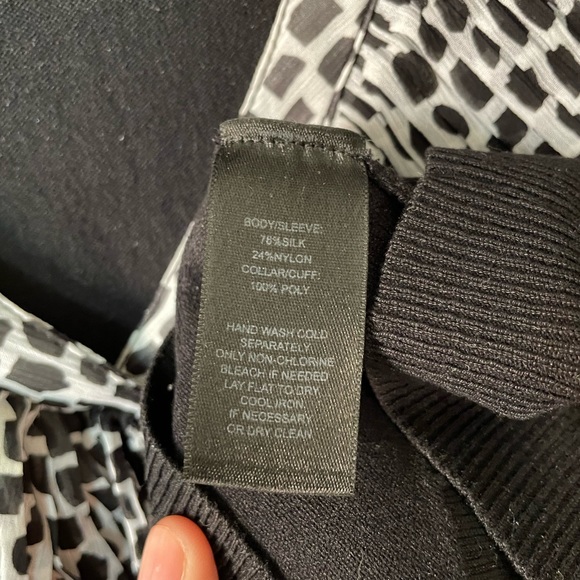 BODY/SLEEVE:
76%SILK
24%NYLON
COLLAR/CUFF:
100% POLY
HAND WASH COLD
SEPARATELY
ONLY NON-CHLORINE
BLEACH IF NEEDED
LAY FLAT TO DRY
COOL IRON
IF NECESSARY
OR DRY CLEAN